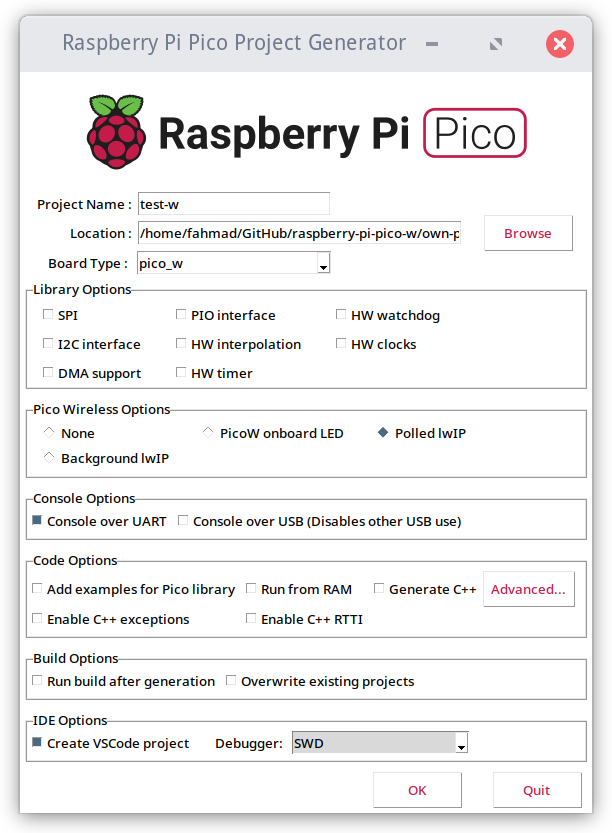 Raspberry Pi Pico Project Generator
Raspberry Pi Pico
Project Name : test-w
Location : /home/fahmad/GitHub/raspberry-pi-pico-w/own-p Browse
Board Type : pico_w
Library Options
SPI PIO interface HW watchdog
I2C interface HW interpolation HW clocks
DMA support HW timer
Pico Wireless Options
None PicoW onboard LED Polled lwIP
Background lwIP
Console Options
Console over UART Console over USB (Disables other USB use)
Code Options
Add examples for Pico library Run from RAM Generate C++ Advanced...
Enable C++ exceptions Enable C++ RTTI
Build Options
Run build after generation Overwrite existing projects
IDE Options
Create VSCode project Debugger: SWD
OK Quit